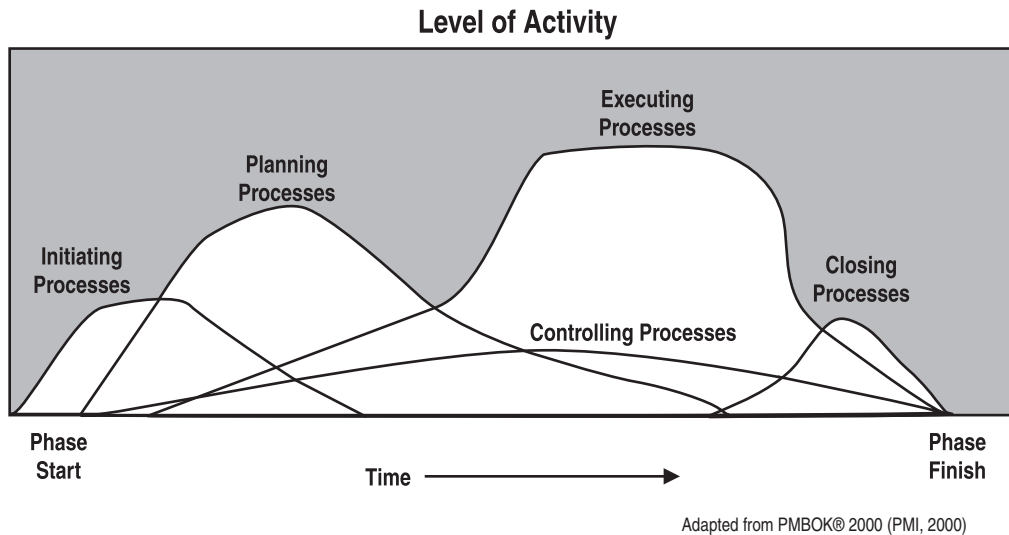 Level of Activity
Executing
Processes
Planning
Processes
Initiating
Processes
Closing
Processes
Controlling Processes
Phase
Start
Phase
Finish
Time
Adapted from PMBOK® 2000 (PMI, 2000)